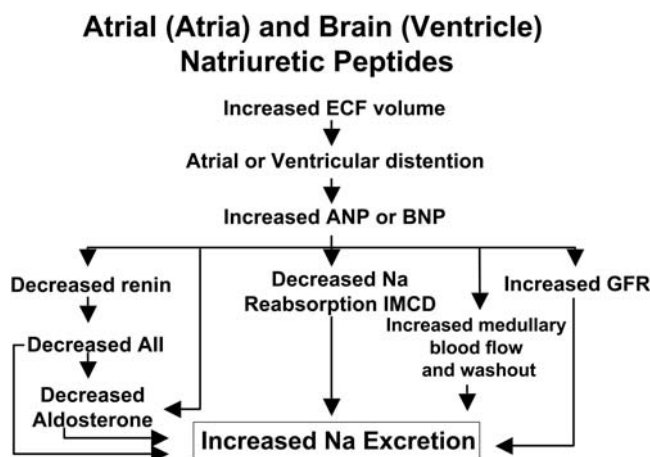 Atrial (Atria) and Brain (Ventricle)
Natriuretic Peptides
Increased ECF volume
Atrial or Ventricular distention
Increased ANP or BNP
Decreased renin
Decreased Na
Reabsorption IMCD
Increased GFR
Increased medullary
blood flow
and washout
Decreased AII
Decreased
Aldosterone
Increased Na Excretion